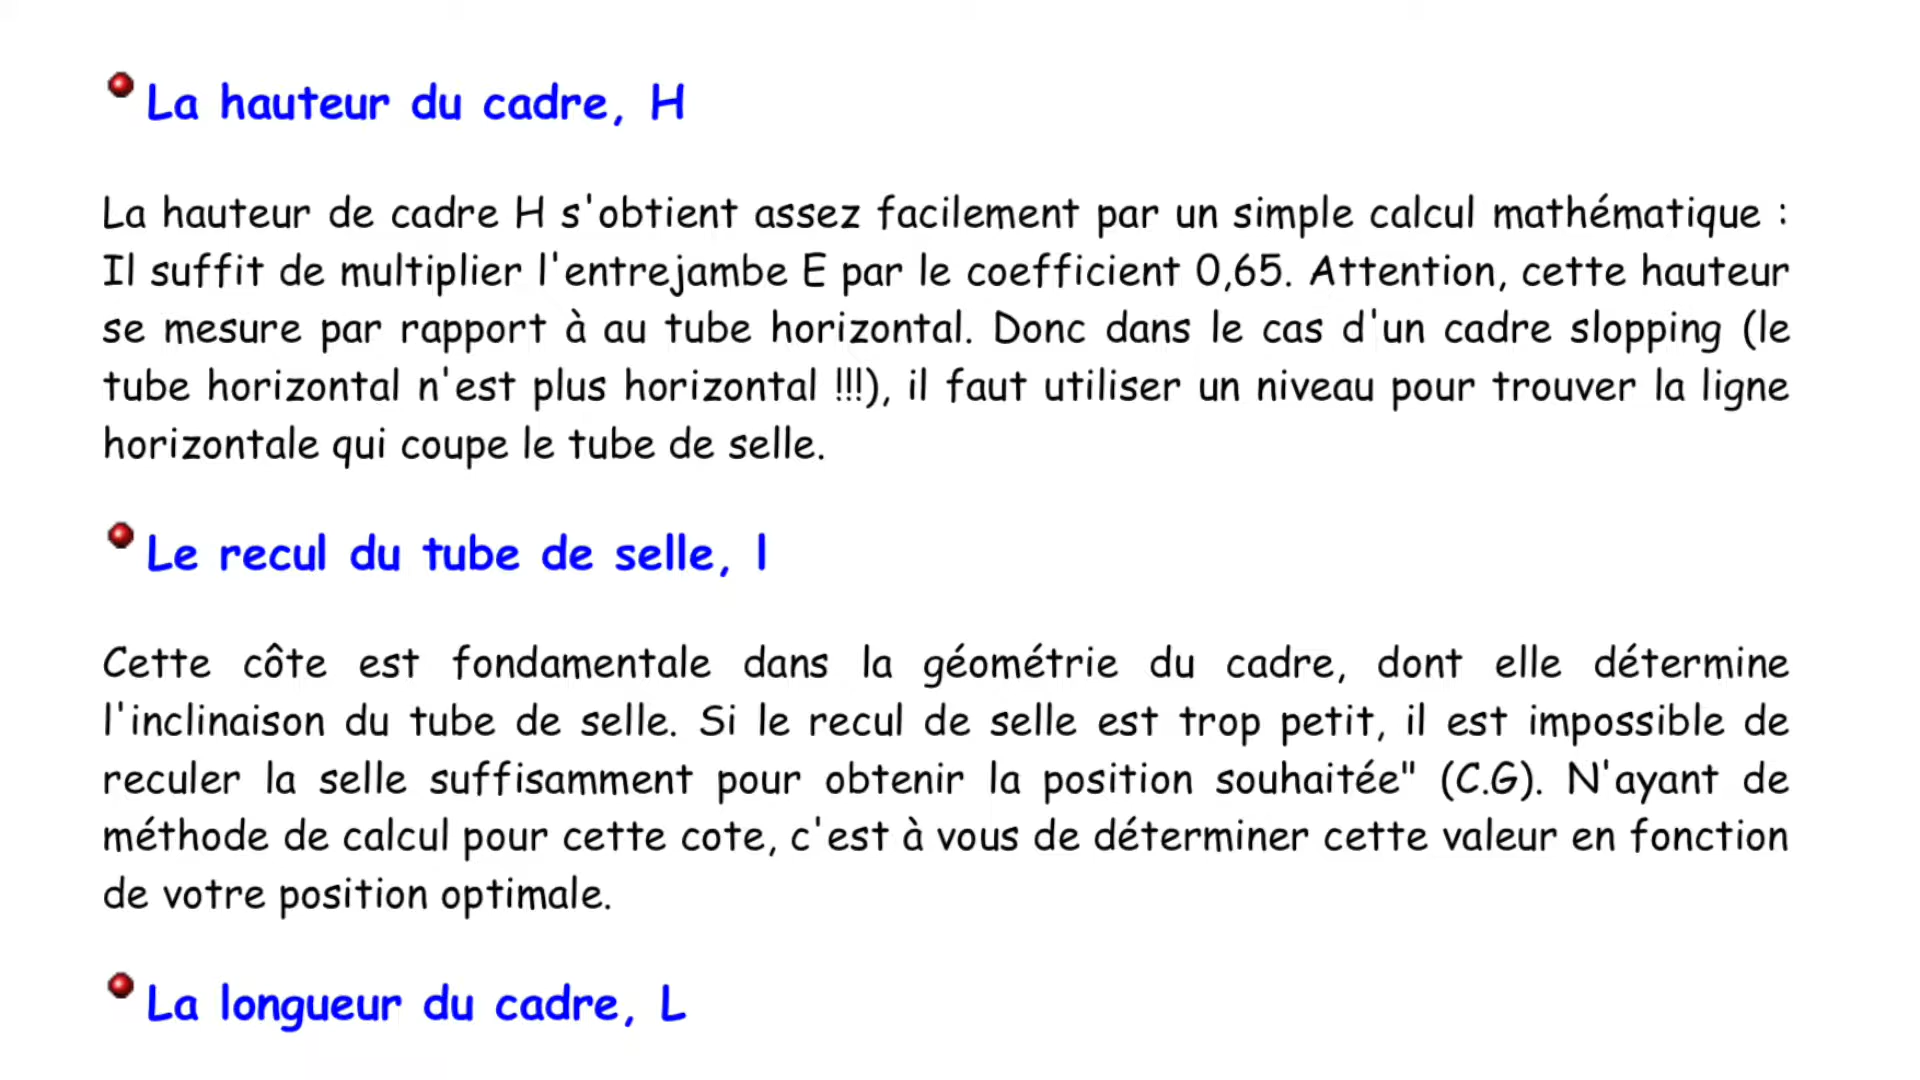 La hauteur du cadre, H
La hauteur de cadre H s'obtient assez facilement par un simple calcul mathématique :
Il suffit de multiplier l'entrejambe E par le coefficient 0,65. Attention, cette hauteur
se mesure par rapport à au tube horizontal. Donc dans le cas d'un cadre slopping (le
tube horizontal n'est plus horizontal !!!), il faut utiliser un niveau pour trouver la ligne
horizontale qui coupe le tube de selle.
Le recul du tube de selle, l
Cette côte est fondamentale dans la géométrie du cadre, dont elle détermine
l'inclinaison du tube de selle. Si le recul de selle est trop petit, il est impossible de
reculer la selle suffisamment pour obtenir la position souhaitée" (C.G). N'ayant de
méthode de calcul pour cette cote, c'est à vous de déterminer cette valeur en fonction
de votre position optimale.
La longueur du cadre, L